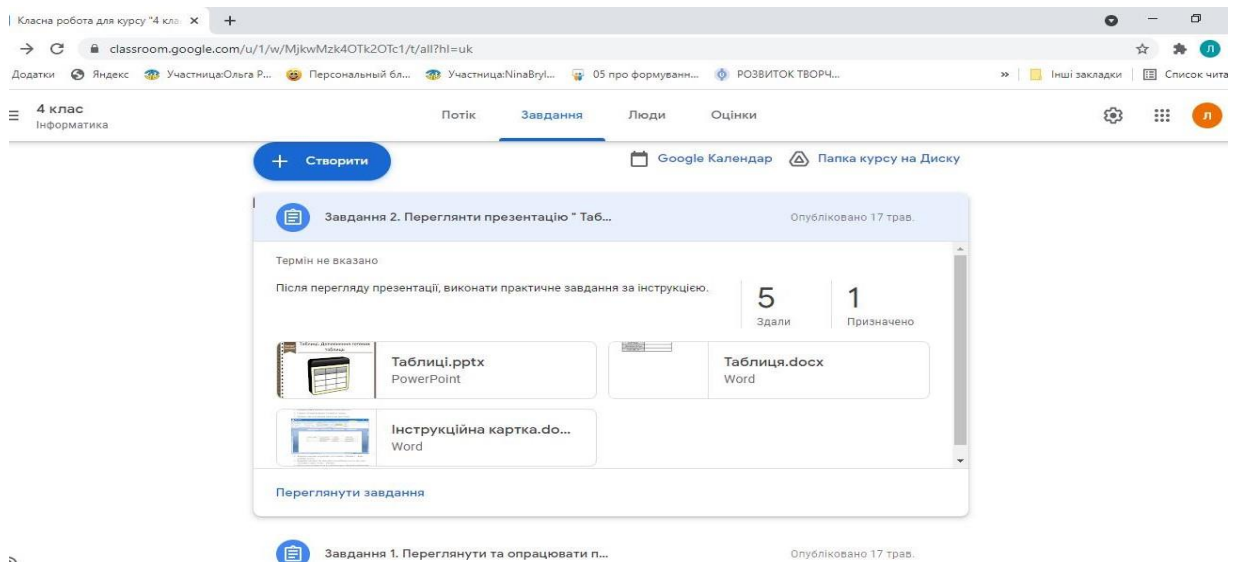 Класна робота для курсу "4 кла
classroom.google.com/u/1/w/MjkwMzk4OTk2OTc1/t/all?hl=uk
Додатки Яндекс Участница:Ольга Р... Персональный бл... Участница:NinaBryl... 05 про формуванн... РОЗВИТОК ТВОРЧ... » Інші закладки Список чита
4 клас
Інформатика
Потік Завдання Люди Оцінки
Л
+ Створити
Google Календар Папка курсу на Диску
Завдання 2. Переглянти презентацію " Таб... Опубліковано 17 трав.
Термін не вказано
Після перегляду презентації, виконати практичне завдання за інструкцією.
5 1
Здали Призначено
Таблиці.pptx
PowerPoint
Таблиця.docx
Word
Інструкційна картка.do...
Word
Переглянути завдання
Завдання 1. Переглянути та опрацювати п... Опубліковано 17 трав.